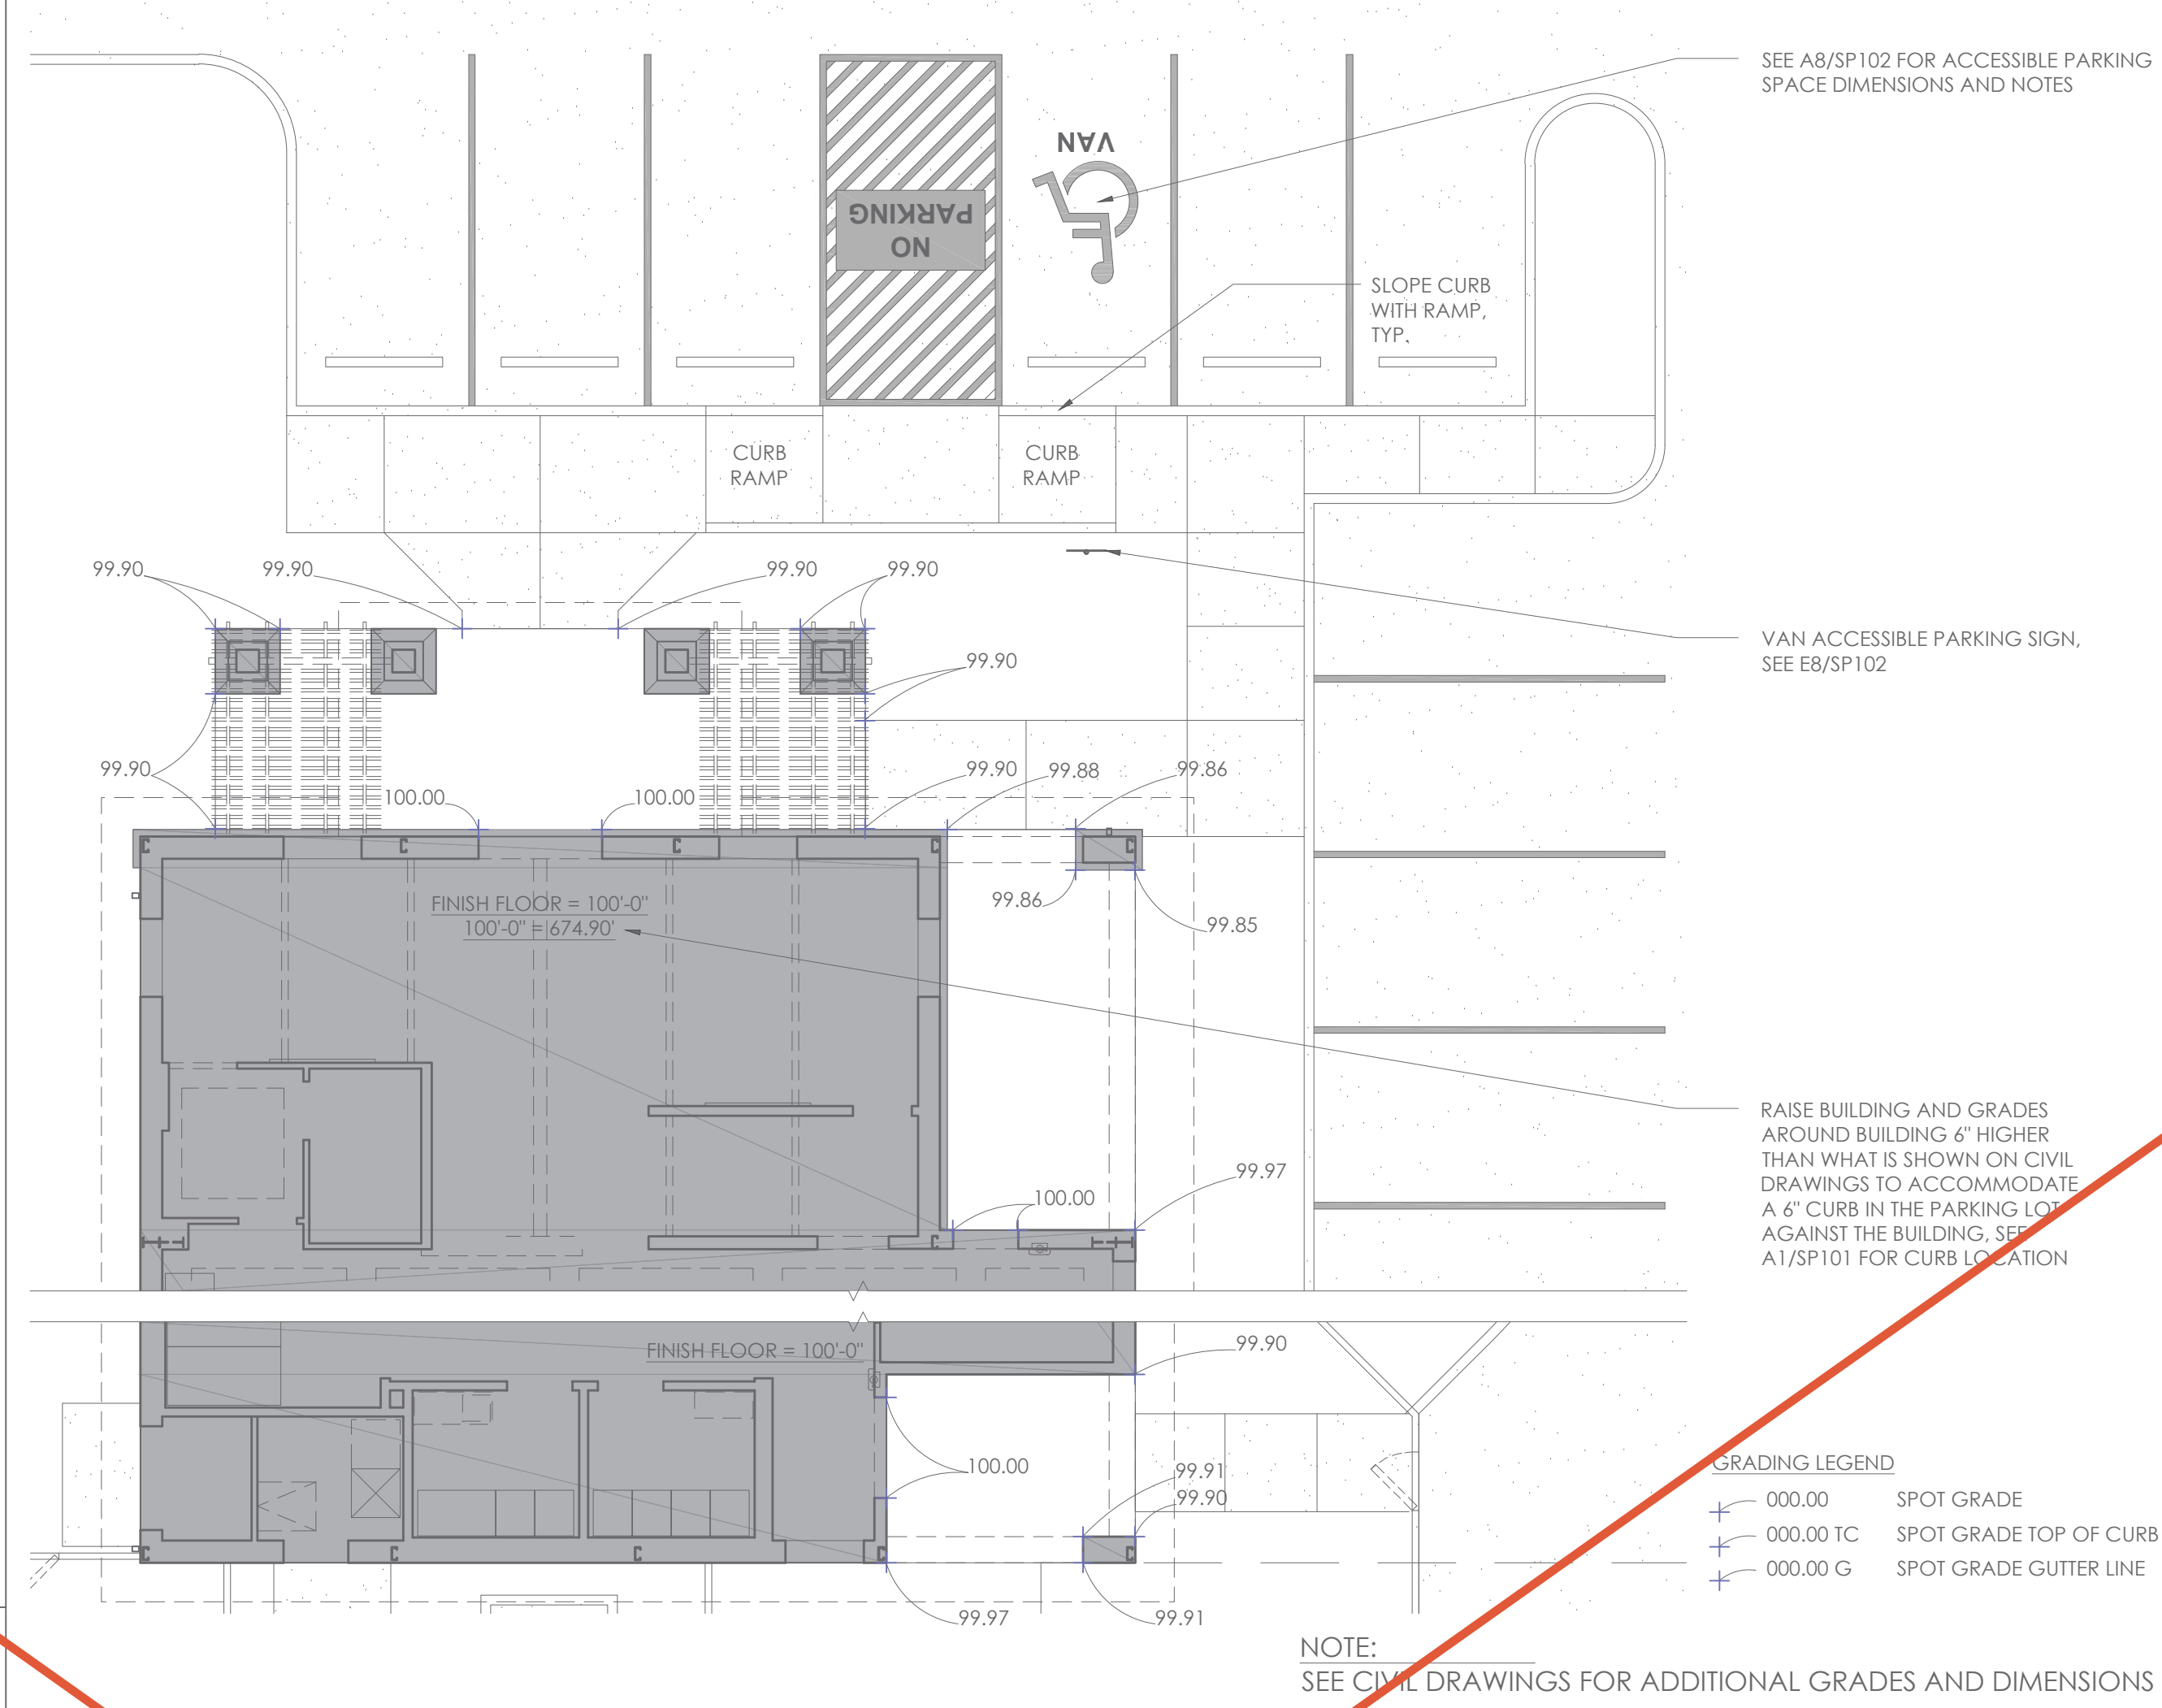 SEE A8/SP102 FOR ACCESSIBLE PARKING
SPACE DIMENSIONS AND NOTES
VAN
NO
PARKING
SLOPE CURB
WITH RAMP,
TYP.
CURB
RAMP
CURB
RAMP
99.90
99.90
99.90
99.90
VAN ACCESSIBLE PARKING SIGN,
SEE E8/SP102
99.90
99.90
99.90
99.88
99.86
100.00
100.00
FINISH FLOOR = 100'-0"
100'-0" = 674.90'
99.86
99.85
RAISE BUILDING AND GRADES
AROUND BUILDING 6" HIGHER
THAN WHAT IS SHOWN ON CIVIL
DRAWINGS TO ACCOMMODATE
A 6" CURB IN THE PARKING LOT
AGAINST THE BUILDING, SEE
A1/SP101 FOR CURB LOCATION
99.97
100.00
99.90
FINISH FLOOR = 100'-0"
100.00
99.91
99.90
99.97
99.91
GRADING LEGEND
000.00 SPOT GRADE
000.00 TC SPOT GRADE TOP OF CURB
000.00 G SPOT GRADE GUTTER LINE
NOTE:
SEE CIVIL DRAWINGS FOR ADDITIONAL GRADES AND DIMENSIONS